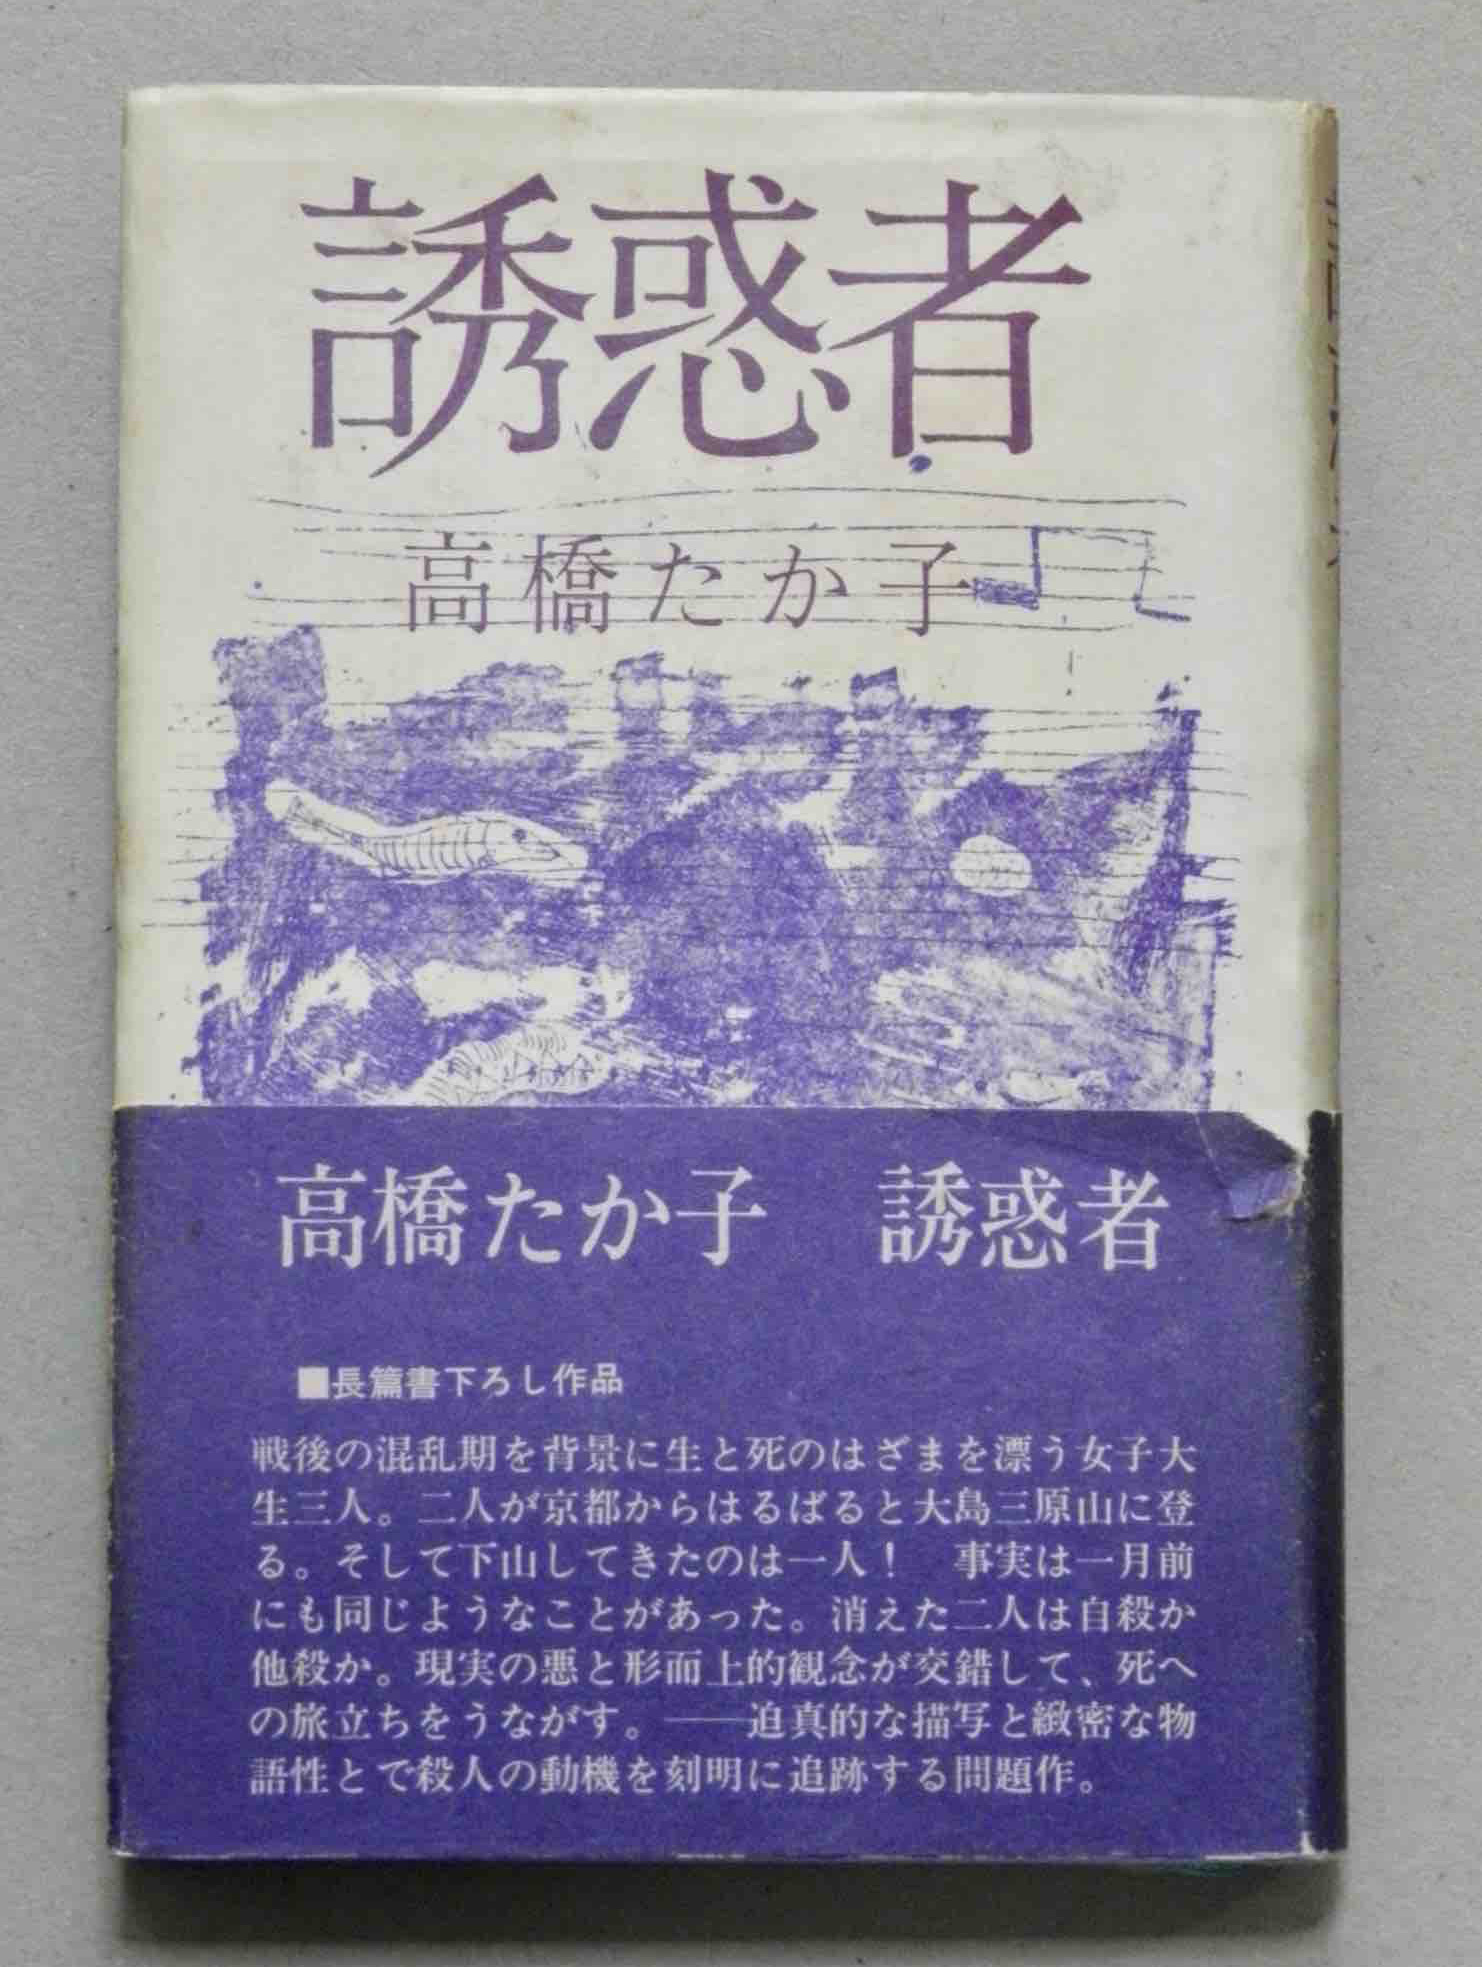 誘惑者
高橋たか子
高橋たか子　誘惑者
■長篇書下ろし作品
戦後の混乱期を背景に生と死のはざまを漂う女子大
生三人。二人が京都からはるばると大島三原山に登
る。そして下山してきたのは一人！　事実は一月前
にも同じようなことがあった。消えた二人は自殺か
他殺か。現実の悪と形而上的観念が交錯して、死へ
の旅立ちをうながす。――迫真的な描写と緻密な物
語性とで殺人の動機を刻明に追跡する問題作。